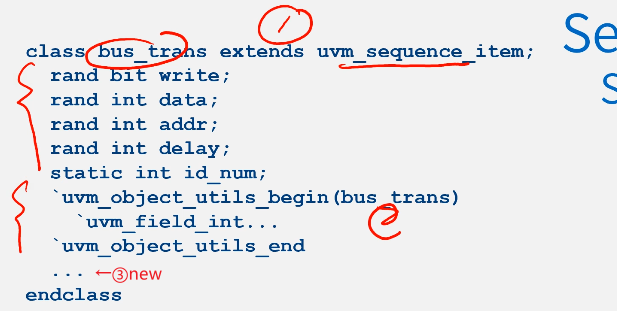 ①
class bus_trans extends uvm_sequence_item;
rand bit write;
rand int data;
rand int addr;
rand int delay;
static int id_num;
`uvm_object_utils_begin(bus_trans)
`uvm_field_int...
②
`uvm_object_utils_end
... ←③new
endclass
Se
s